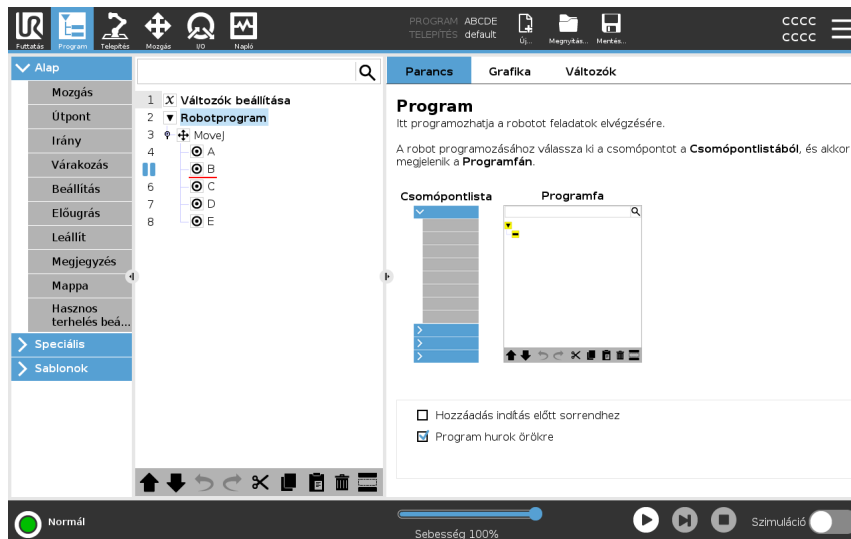 UR
Futtatás
Program
Telepítés
Mozgás
I/O
Napló
PROGRAM ABCDE
TELEPÍTÉS default
Új...
Megnyitás...
Mentés...
CCCC
CCCC
Alap
Mozgás
Útpont
Irány
Várakozás
Beállítás
Előugrás
Leállít
Megjegyzés
Mappa
Hasznos
terhelés beá...
Speciális
Sablonok
1 X Változók beállítása
2 Robotprogram
3 MoveJ
4 A
B
6 C
7 D
8 E
Parancs Grafika Változók
Program
Itt programozhatja a robotot feladatok elvégzésére.
A robot programozásához válassza ki a csomópontot a Csomópontlistából, és akkor
megjelenik a Programfán.
Csomópontlista
Programfa
Hozzáadás indítás előtt sorrendhez
Program hurok örökre
Normál
Sebesség 100%
Szimuláció